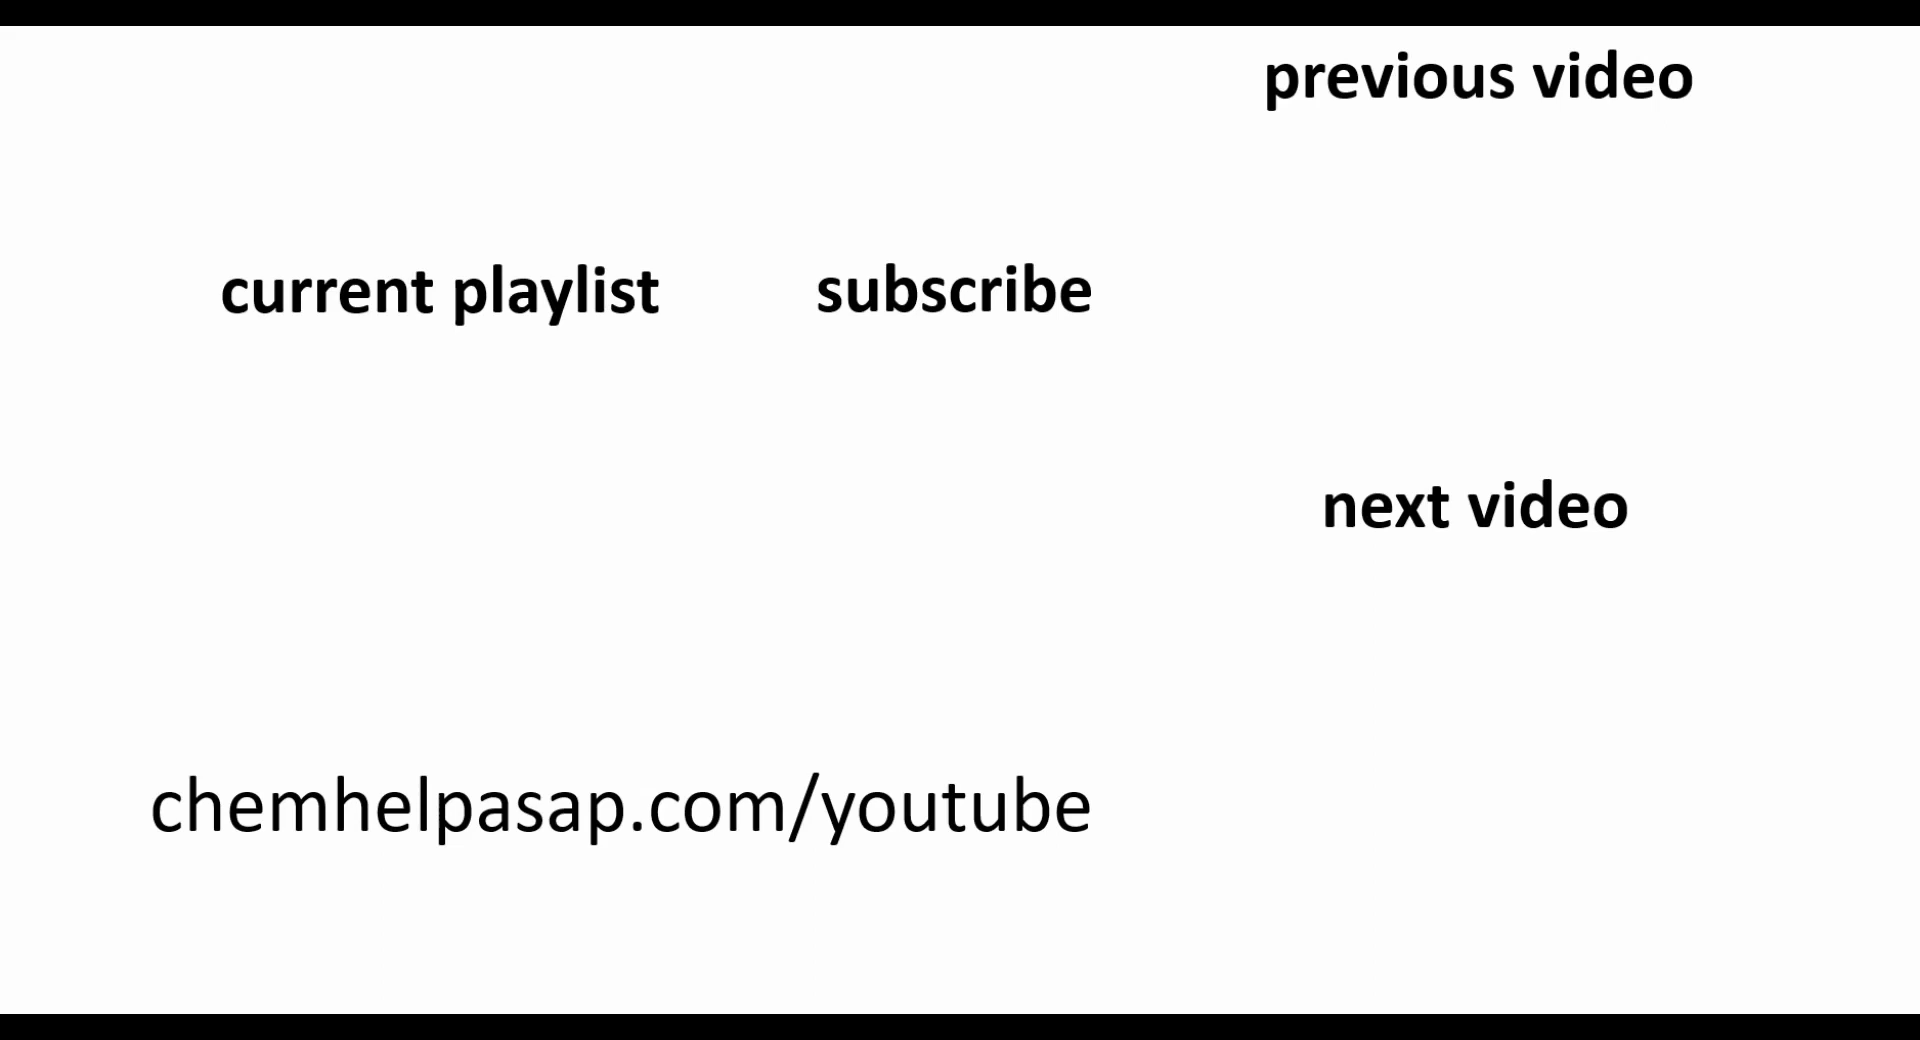 previous video
current playlist
subscribe
next video
chemhelpasap.com/youtube